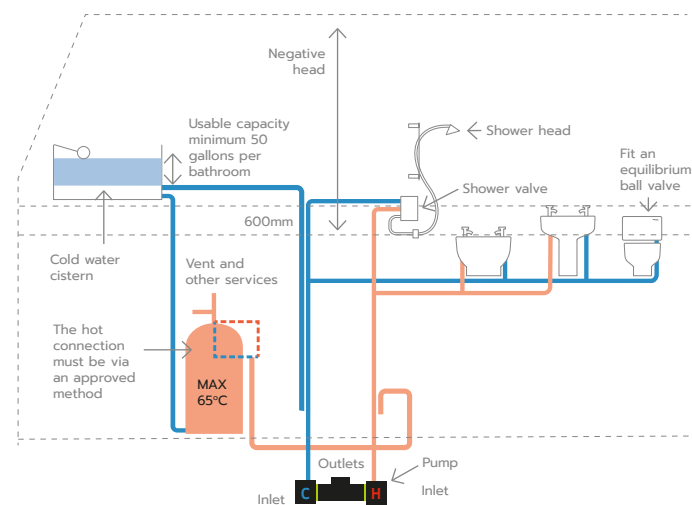 Negative
head
Usable capacity
minimum 50
gallons per
bathroom
Shower head
Fit an
equilibrium
ball valve
Shower valve
600mm
Cold water
cistern
Vent and
other services
The hot
connection
must be via
an approved
method
MAX
65°C
Outlets
Pump
Inlet
C
H
Inlet